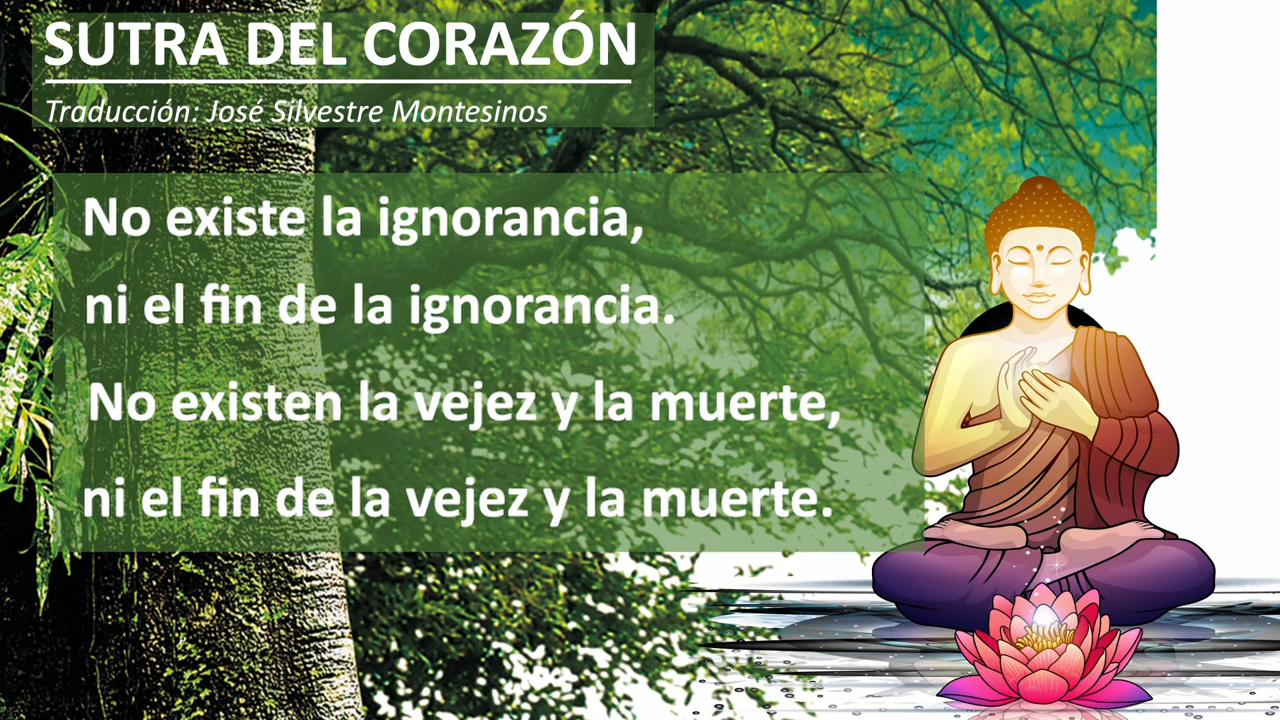 SUTRA DEL CORAZÓN
Traducción: José Silvestre Montesinos
No existe la ignorancia,
ni el fin de la ignorancia.
No existen la vejez y la muerte,
ni el fin de la vejez y la muerte.